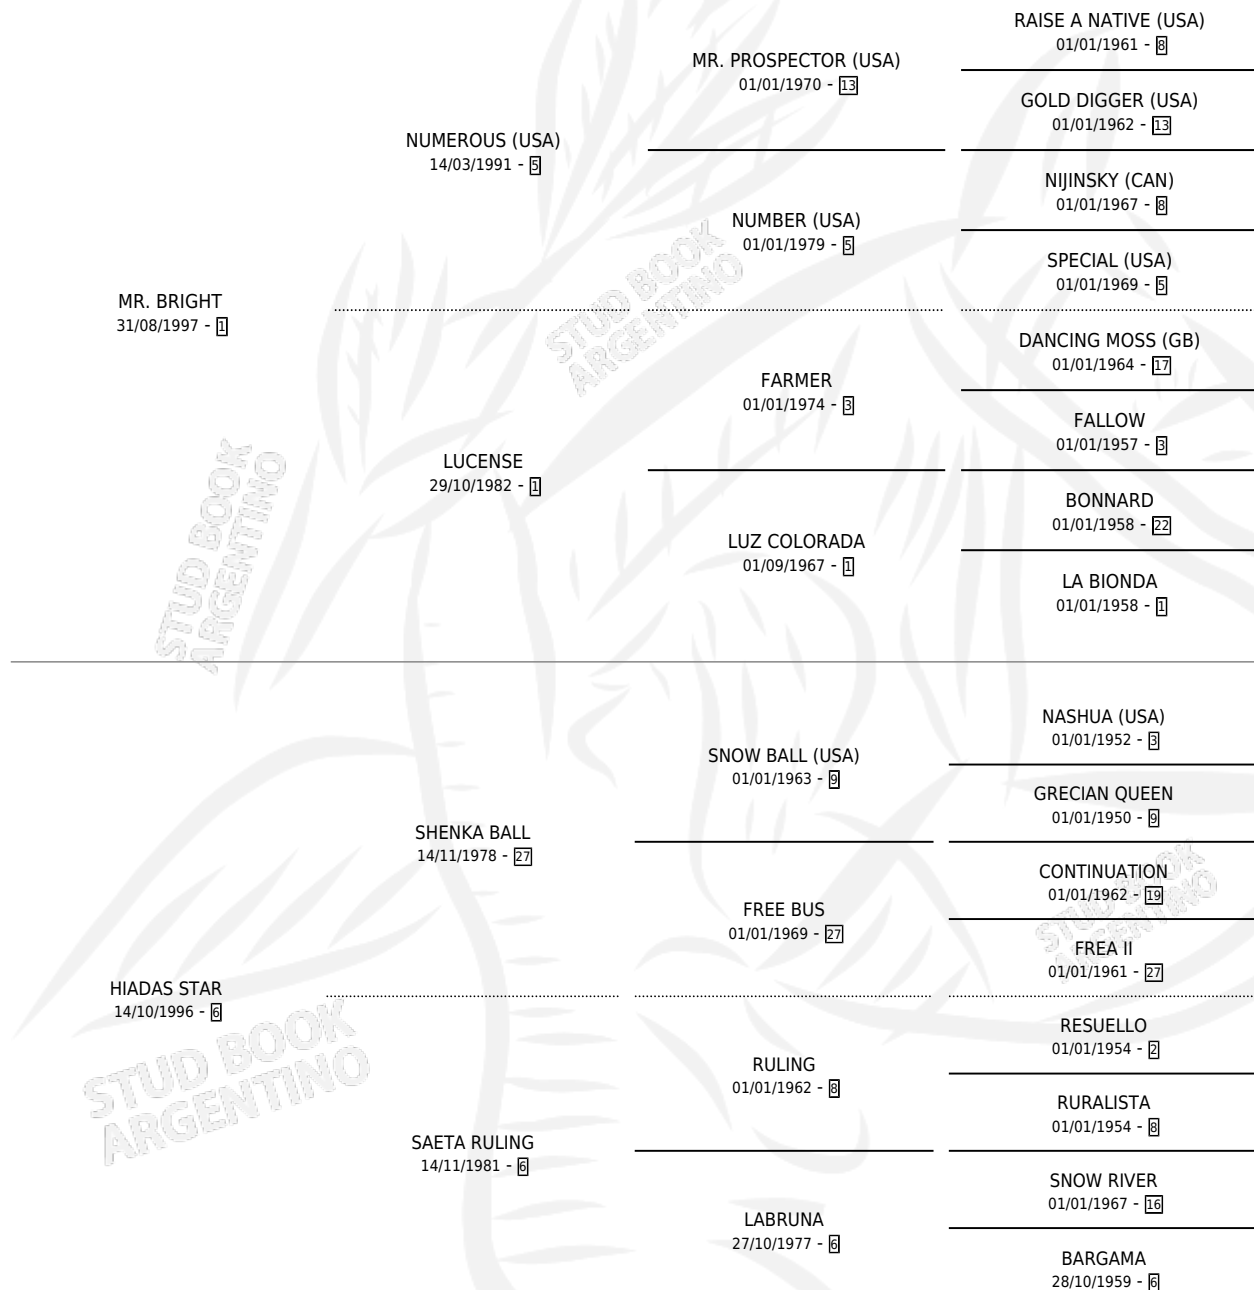 RAISE A NATIVE (USA)
01/01/1961 - 8
MR. PROSPECTOR (USA)
01/01/1970 - 13
GOLD DIGGER (USA)
01/01/1962 - 13
NUMEROUS (USA)
14/03/1991 - 5
NIJINSKY (CAN)
01/01/1967 - 8
NUMBER (USA)
01/01/1979 - 5
SPECIAL (USA)
01/01/1969 - 5
MR. BRIGHT
31/08/1997 - 1
STUD BOOK
ARGENTINO
DANCING MOSS (GB)
01/01/1964 - 17
FARMER
01/01/1974 - 3
FALLOW
01/01/1957 - 3
LUCENSE
29/10/1982 - 1
BONNARD
01/01/1958 - 22
LUZ COLORADA
01/09/1967 - 1
LA BIONDA
01/01/1958 - 1
STUD BOOK
ARGENTINO
NASHUA (USA)
01/01/1952 - 3
SNOW BALL (USA)
01/01/1963 - 9
GRECIAN QUEEN
01/01/1950 - 9
SHENKA BALL
14/11/1978 - 27
CONTINUATION
01/01/1962 - 19
FREE BUS
01/01/1969 - 27
STUD BOOK
ARGENTINO
FREA II
01/01/1961 - 27
HIADAS STAR
14/10/1996 - 6
STUD BOOK
ARGENTINO
RESUELLO
01/01/1954 - 2
RULING
01/01/1962 - 8
RURALISTA
01/01/1954 - 8
SAETA RULING
14/11/1981 - 6
SNOW RIVER
01/01/1967 - 16
LABRUNA
27/10/1977 - 6
BARGAMA
28/10/1959 - 6